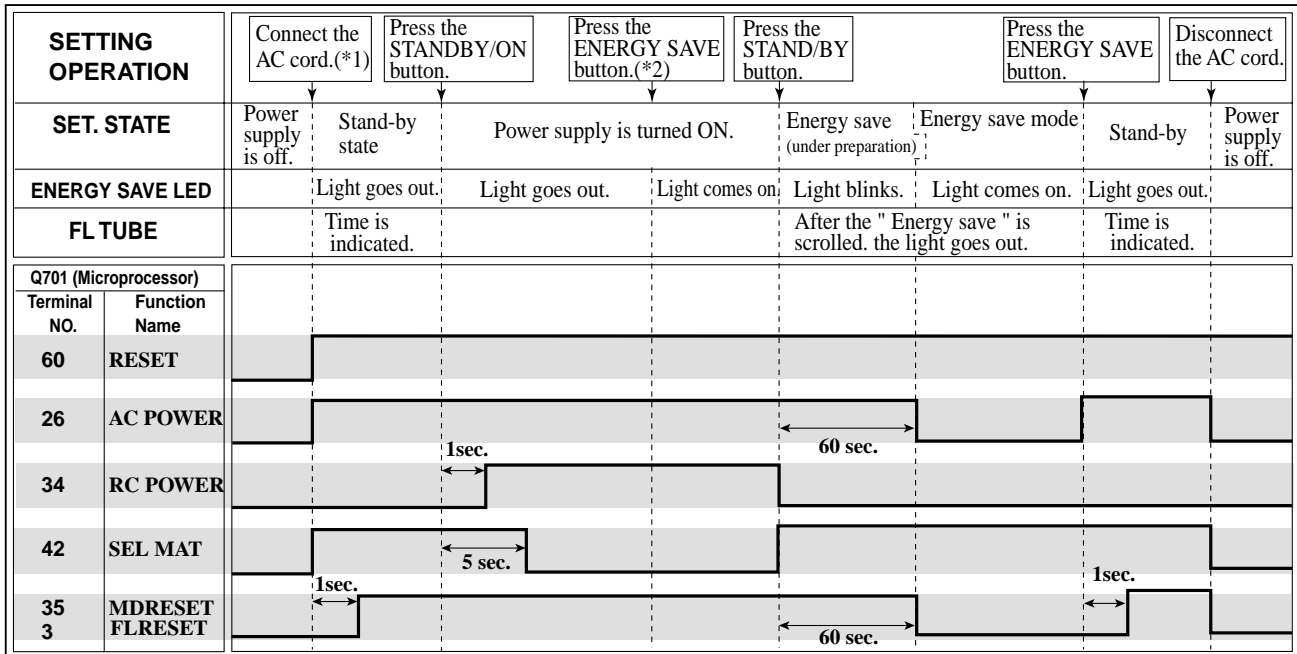 SETTING
OPERATION
Connect the
AC cord.(*1)
Press the
STANDBY/ON
button.
Press the
ENERGY SAVE
button.(*2)
Press the
STAND/BY
button.
Press the
ENERGY SAVE
button.
Disconnect
the AC cord.
SET. STATE
Power
supply
is off.
Stand-by
state
Power supply is turned ON.
Energy save
(under preparation)
Energy save mode
Stand-by
Power
supply
is off.
ENERGY SAVE LED
Light goes out.
Light goes out.
Light comes on.
Light blinks.
Light comes on.
Light goes out.
FL TUBE
Time is
indicated.
After the " Energy save " is
scrolled. the light goes out.
Time is
indicated.
Q701 (Microprocessor)
Terminal
NO.
Function
Name
60 RESET
26 AC POWER
60 sec.
1sec.
34 RC POWER
42 SEL MAT
5 sec.
1sec.
1sec.
35 MDRESET
3 FLRESET
60 sec.